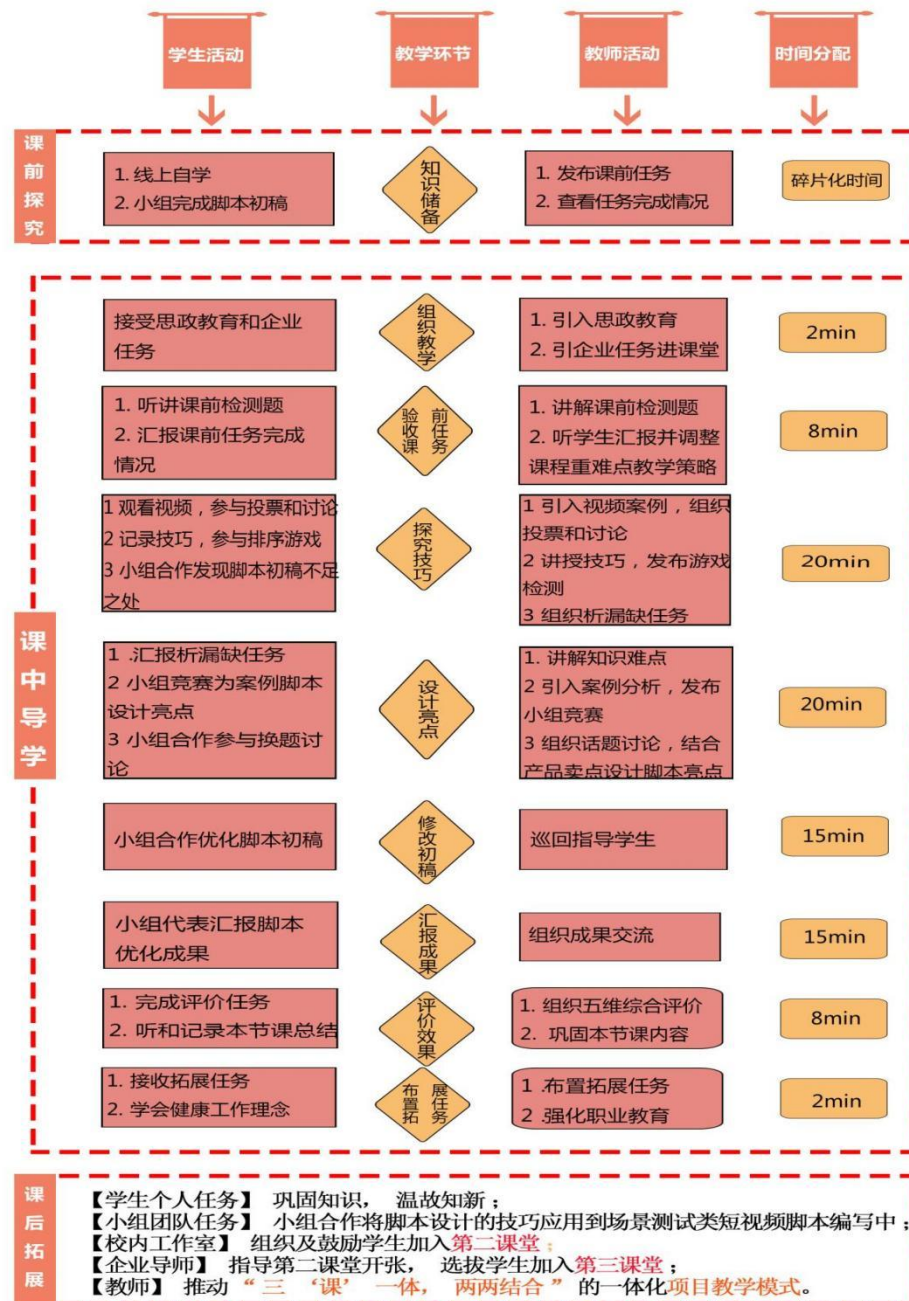 学生活动 教学环节 教师活动 时间分配
课前探究
1. 线上自学
2. 小组完成脚本初稿
知识储备
1. 发布课前任务
2. 查看任务完成情况
碎片化时间
课中导学
接受思政教育和企业
任务
组织教学
1. 引入思政教育
2. 引企业任务进课堂
2min
1. 听讲课前检测题
2. 汇报课前任务完成
情况
验收课前任务
1. 讲解课前检测题
2. 听学生汇报并调整
课程重难点教学策略
8min
1 观看视频，参与投票和讨论
2 记录技巧，参与排序游戏
3 小组合作发现脚本初稿不足
之处
探究技巧
1 引入视频案例，组织
投票和讨论
2 讲授技巧，发布游戏
检测
3 组织析漏缺任务
20min
1 .汇报析漏缺任务
2 小组竞赛为案例脚本
设计亮点
3 小组合作参与换题讨
论
设计亮点
1. 讲解知识难点
2 引入案例分析，发布
小组竞赛
3 组织话题讨论，结合
产品卖点设计脚本亮点
20min
小组合作优化脚本初稿
修改初稿
巡回指导学生
15min
小组代表汇报脚本
优化成果
汇报成果
组织成果交流
15min
1. 完成评价任务
2. 听和记录本节课总结
评价效果
1. 组织五维综合评价
2. 巩固本节课内容
8min
1. 接收拓展任务
2. 学会健康工作理念
布置拓展任务
1 .布置拓展任务
2 .强化职业教育
2min
课后拓展
【学生个人任务】 巩固知识， 温故知新；
【小组团队任务】 小组合作将脚本设计的技巧应用到场景测试类短视频脚本编写中；
【校内工作室】 组织及鼓励学生加入第二课堂；
【企业导师】 指导第二课堂开张， 选拔学生加入第三课堂；
【教师】 推动“三 ‘课’ 一体， 两两结合”的一体化项目教学模式。